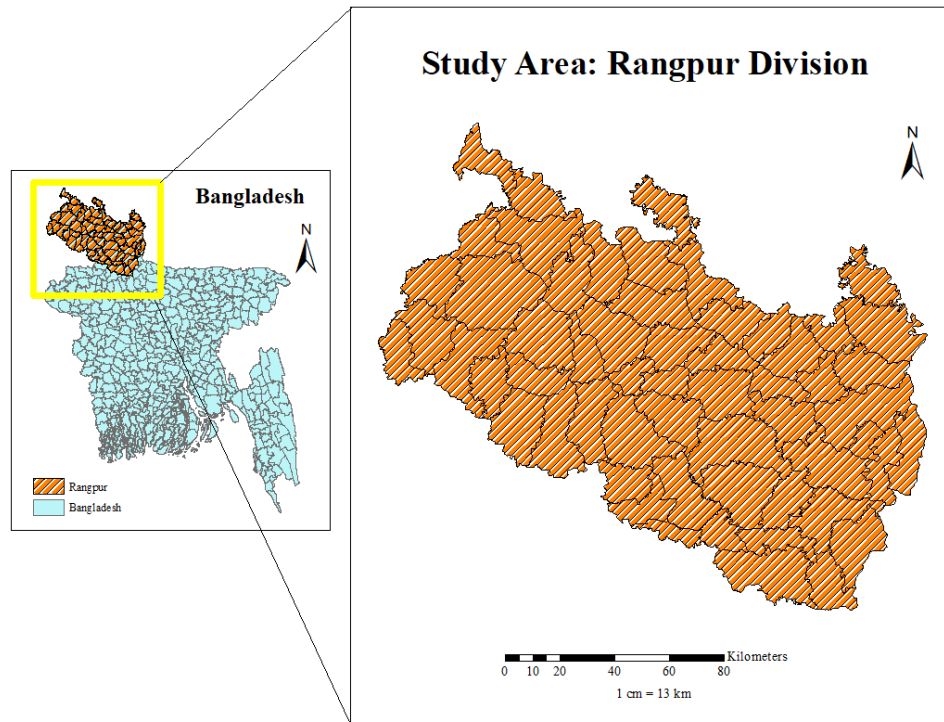 Study Area: Rangpur Division
N
Bangladesh
N
Rangpur
Bangladesh
Kilometers
0 10 20 40 60 80
1 cm = 13 km